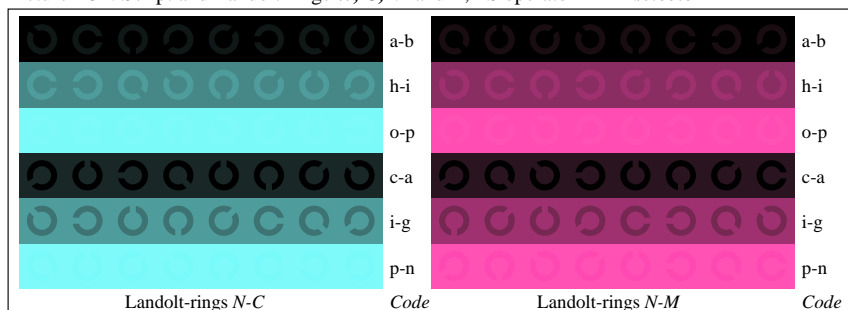 a-b a-b
h-i h-i
o-p o-p
c-a c-a
i-g i-g
p-n p-n
Landolt-rings N-C Code Landolt-rings N-M Code